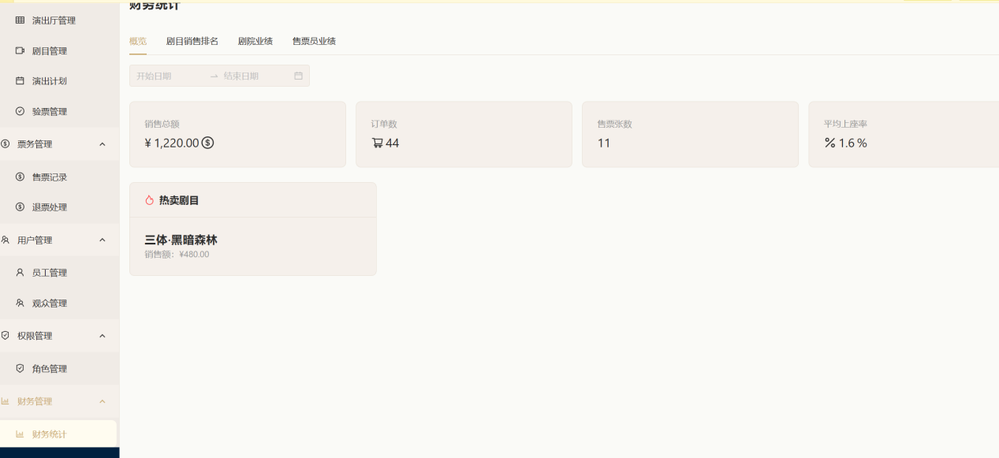 财务统计
演出厅管理
剧目管理
演出计划
验票管理
票务管理
售票记录
退票处理
用户管理
员工管理
观众管理
权限管理
角色管理
财务管理
财务统计
概览 剧目销售排名 剧院业绩 售票员业绩
开始日期 → 结束日期
销售总额
¥ 1,220.00
订单数
44
售票张数
11
平均上座率
% 1.6 %
热卖剧目
三体·黑暗森林
销售额：¥480.00